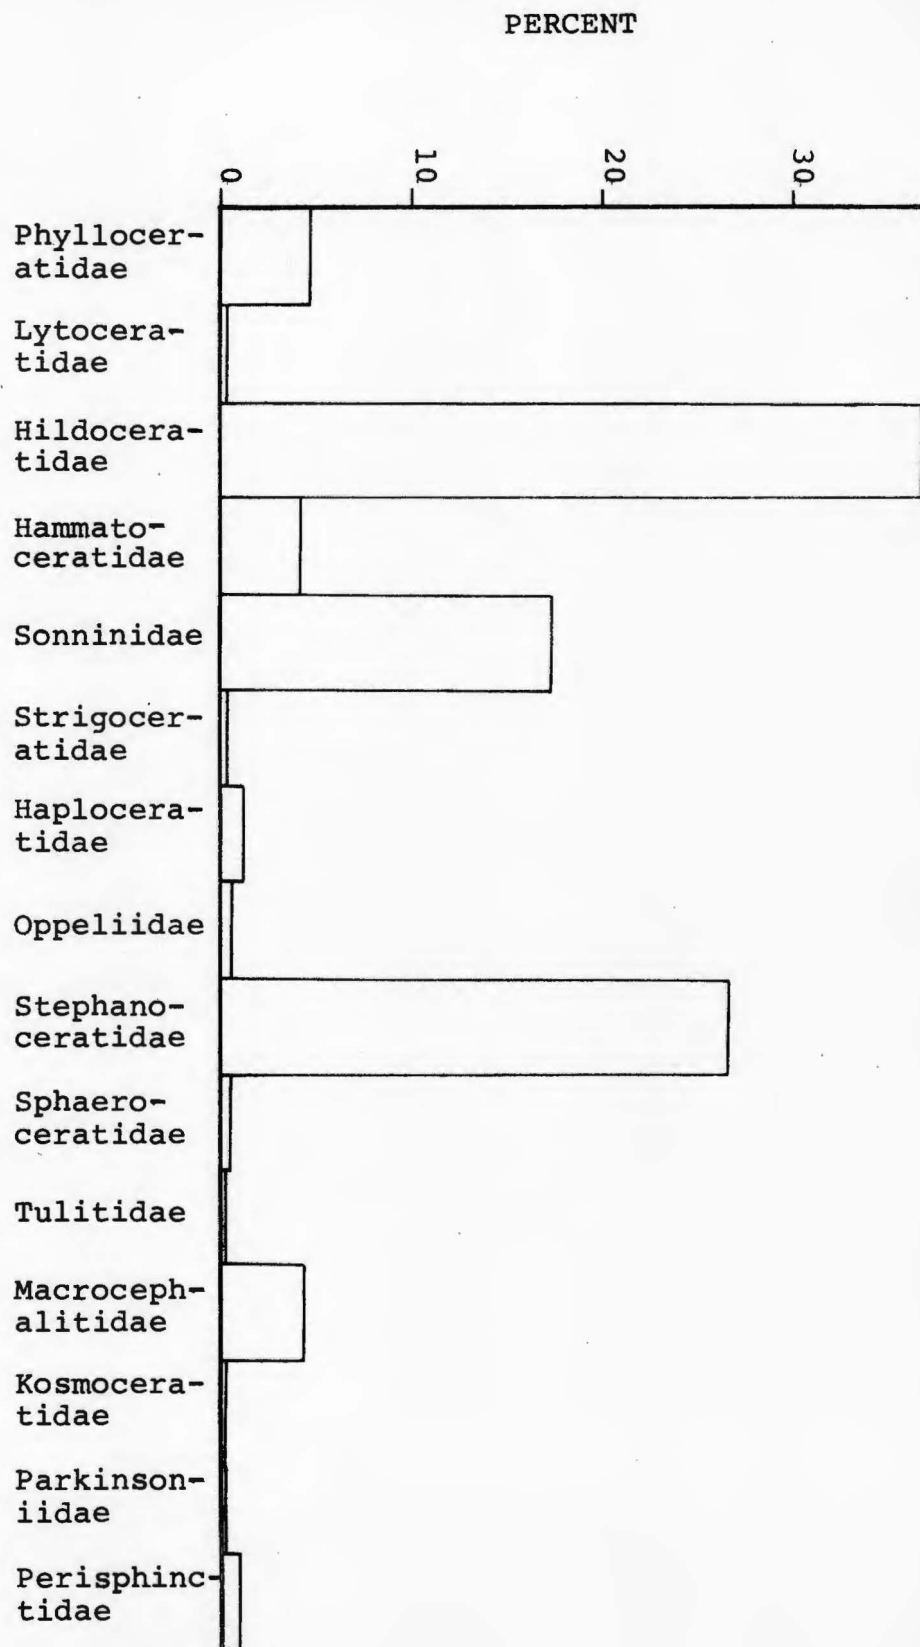 PERCENT
0 10 20 30
Phyllocer-
atidae
Lytocera-
tidae
Hildocera-
tidae
Hammato-
ceratidae
Sonninidae
Strigocer-
atidae
Haplocera-
tidae
Oppeliidae
Stephano-
ceratidae
Sphaero-
ceratidae
Tulitidae
Macroceph-
alitidae
Kosmocera-
tidae
Parkinson-
iidae
Perisphinc-
tidae